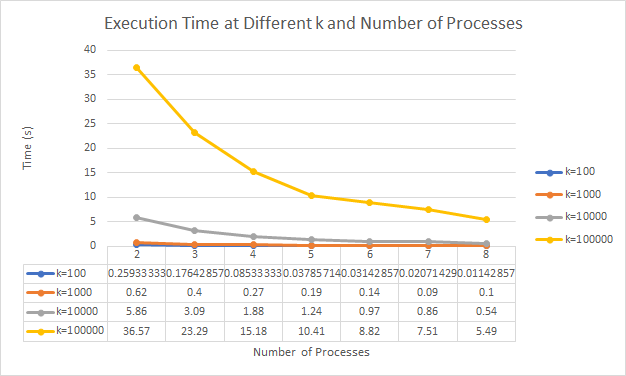 Execution Time at Different k and Number of Processes
40
35
30
25
20
15
10
5
0
Time (s)
2 3 4 5 6 7 8
k=100 0.25933333 0.17642857 0.08533333 0.03785714 0.03142857 0.02071429 0.01142857
k=1000 0.62 0.4 0.27 0.19 0.14 0.09 0.1
k=10000 5.86 3.09 1.88 1.24 0.97 0.86 0.54
k=100000 36.57 23.29 15.18 10.41 8.82 7.51 5.49
Number of Processes
k=100
k=1000
k=10000
k=100000